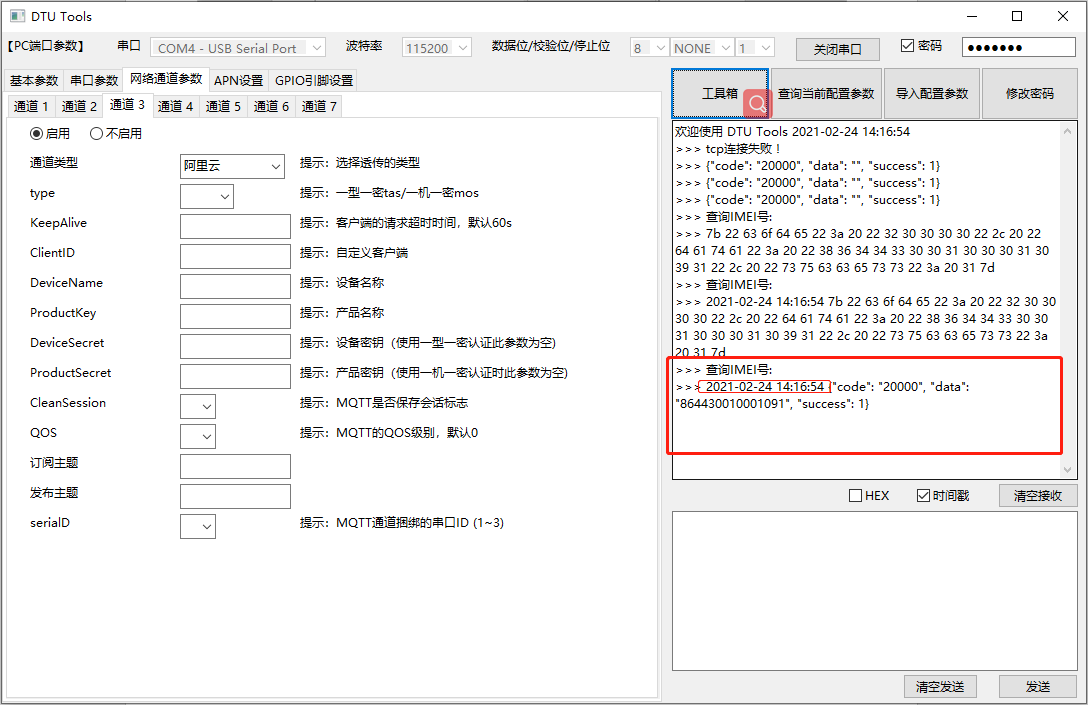 DTU Tools
【PC端口参数】 串口 COM4 - USB Serial Port 波特率 115200 数据位/校验位/停止位 8 NONE 1 关闭串口 密码 ●●●●●●●
基本参数 串口参数 网络通道参数 APN设置 GPIO引脚设置
通道 1 通道 2 通道 3 通道 4 通道 5 通道 6 通道 7
启用 不启用
通道类型 阿里云 提示：选择透传的类型
type 提示：一型一密tas/一机一密mos
KeepAlive 提示：客户端的请求超时时间，默认60s
ClientID 提示：自定义客户端
DeviceName 提示：设备名称
ProductKey 提示：产品名称
DeviceSecret 提示：设备密钥（使用一型一密认证此参数为空）
ProductSecret 提示：产品密钥（使用一机一密认证时此参数为空）
CleanSession 提示：MQTT是否保存会话标志
QOS 提示：MQTT的QOS级别，默认0
订阅主题
发布主题
serialD 提示：MQTT通道捆绑的串口ID (1~3)
工具箱 查询当前配置参数 导入配置参数 修改密码
欢迎使用 DTU Tools 2021-02-24 14:16:54
>>> tcp连接失败！
>>> {"code": "20000", "data": "", "success": 1}
>>> {"code": "20000", "data": "", "success": 1}
>>> {"code": "20000", "data": "", "success": 1}
>>> 查询IMEI号:
>>> 7b 22 63 6f 64 65 22 3a 20 22 32 30 30 30 30 22 2c 20 22
64 61 74 61 22 3a 20 22 38 36 34 34 33 30 30 31 30 30 30 31 30
39 31 22 2c 20 22 73 75 63 63 65 73 73 22 3a 20 31 7d
>>> 查询IMEI号:
>>> 2021-02-24 14:16:54 7b 22 63 6f 64 65 22 3a 20 22 32 30 30
30 30 22 2c 20 22 64 61 74 61 22 3a 20 22 38 36 34 34 33 30 30
31 30 30 30 31 30 39 31 22 2c 20 22 73 75 63 63 65 73 73 22 3a
20 31 7d
>>> 查询IMEI号:
>>> 2021-02-24 14:16:54 {"code": "20000", "data":
"864430010001091", "success": 1}
HEX 时间戳 清空接收
清空发送 发送